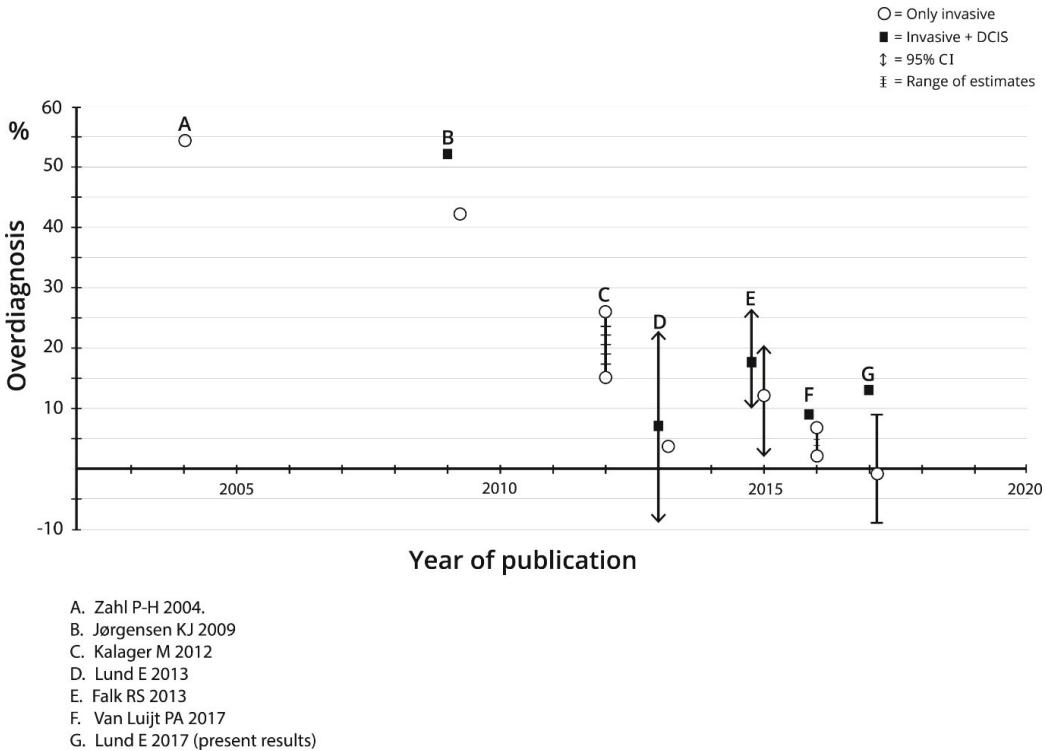 ○ = Only invasive
■ = Invasive + DCIS
↕ = 95% CI
= Range of estimates
%
60
50
40
30
20
10
-10
Overdiagnosis
A
B
C
D
E
F
G
2005
2010
2015
2020
Year of publication
A. Zahl P-H 2004.
B. Jørgensen KJ 2009
C. Kalager M 2012
D. Lund E 2013
E. Falk RS 2013
F. Van Luijt PA 2017
G. Lund E 2017 (present results)